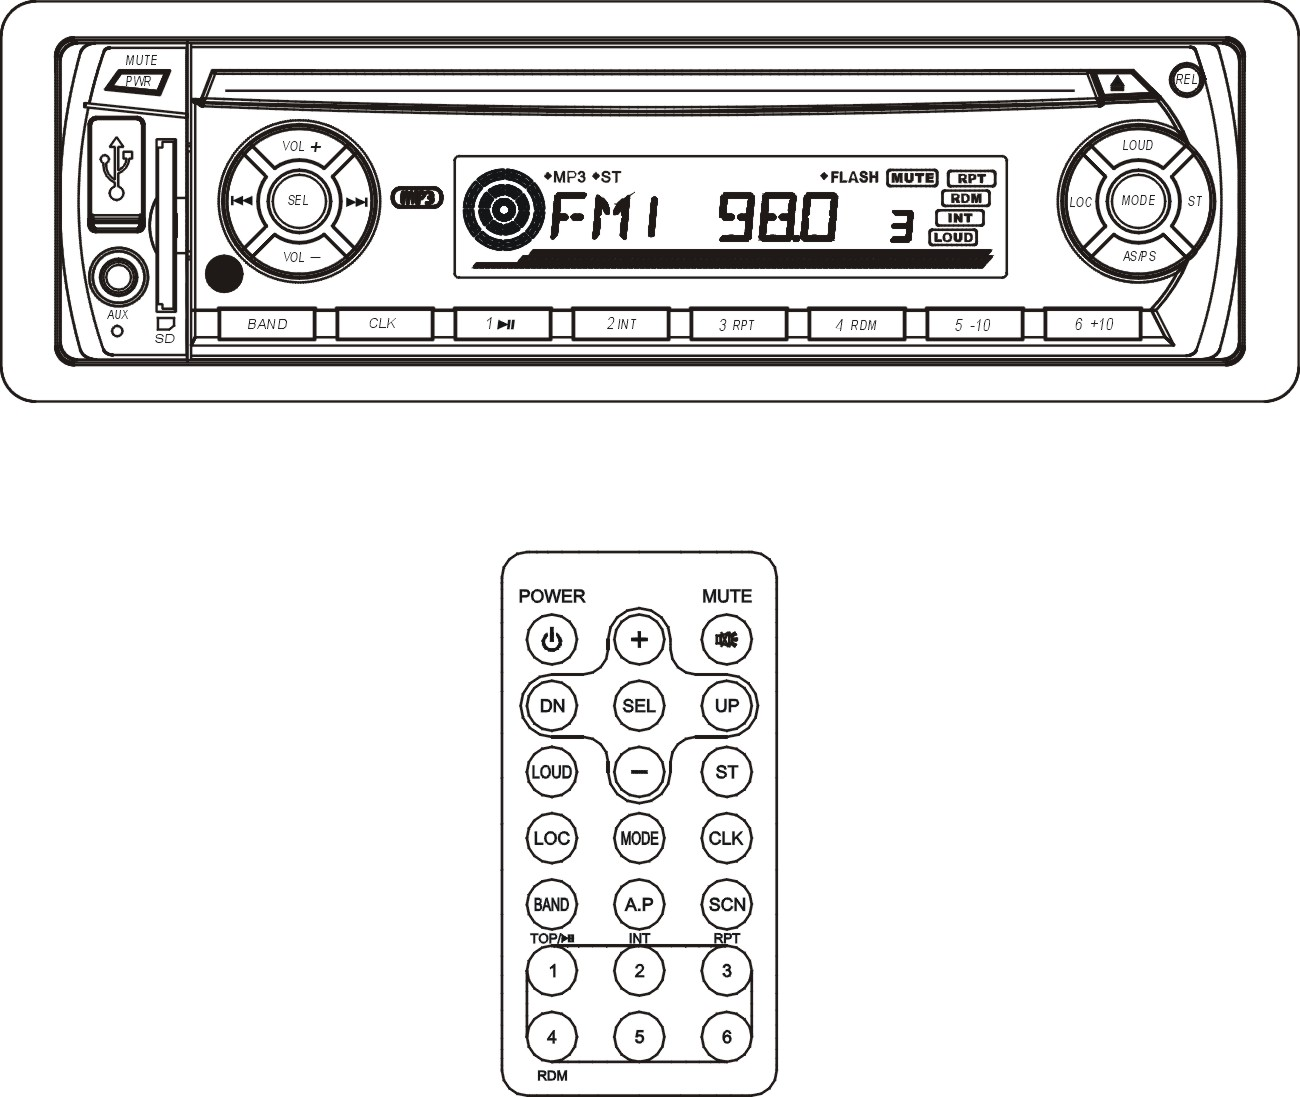 MUTE
PWR
REL
VOL +
SEL
VOL −
MP3
◆MP3 ◆ST
◆FLASH MUTE RPT
RDM
INT
LOUD
FM1 98.0 3
LOUD
LOC MODE ST
AS/PS
AUX
SD
BAND CLK 1 2 INT 3 RPT 4 RDM 5 -10 6 +10
POWER MUTE
+
DN SEL UP
LOUD − ST
LOC MODE CLK
BAND A.P SCN
TOP/ INT RPT
1 2 3
4 5 6
RDM